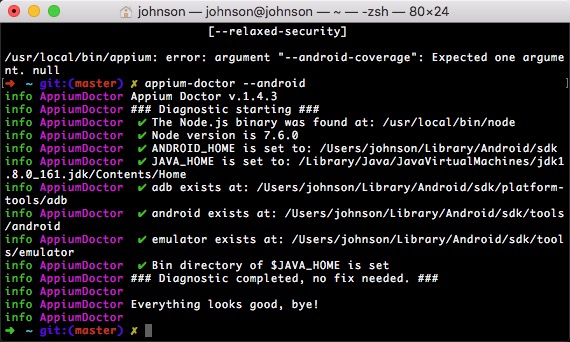 johnson — johnson@johnson — ~ — -zsh — 80×24
[--relaxed-security]
/usr/local/bin/appium: error: argument "--android-coverage": Expected one argume
nt. null
[➜ ~ git:(master) ✗ appium-doctor --android ]
info AppiumDoctor Appium Doctor v.1.4.3
info AppiumDoctor ### Diagnostic starting ###
info AppiumDoctor ✔ The Node.js binary was found at: /usr/local/bin/node
info AppiumDoctor ✔ Node version is 7.6.0
info AppiumDoctor ✔ ANDROID_HOME is set to: /Users/johnson/Library/Android/sdk
info AppiumDoctor ✔ JAVA_HOME is set to: /Library/Java/JavaVirtualMachines/jdk1
.8.0_161.jdk/Contents/Home
info AppiumDoctor ✔ adb exists at: /Users/johnson/Library/Android/sdk/platform-
tools/adb
info AppiumDoctor ✔ android exists at: /Users/johnson/Library/Android/sdk/tools
/android
info AppiumDoctor ✔ emulator exists at: /Users/johnson/Library/Android/sdk/tool
s/emulator
info AppiumDoctor ✔ Bin directory of $JAVA_HOME is set
info AppiumDoctor ### Diagnostic completed, no fix needed. ###
info AppiumDoctor
info AppiumDoctor Everything looks good, bye!
info AppiumDoctor
➜ ~ git:(master) ✗